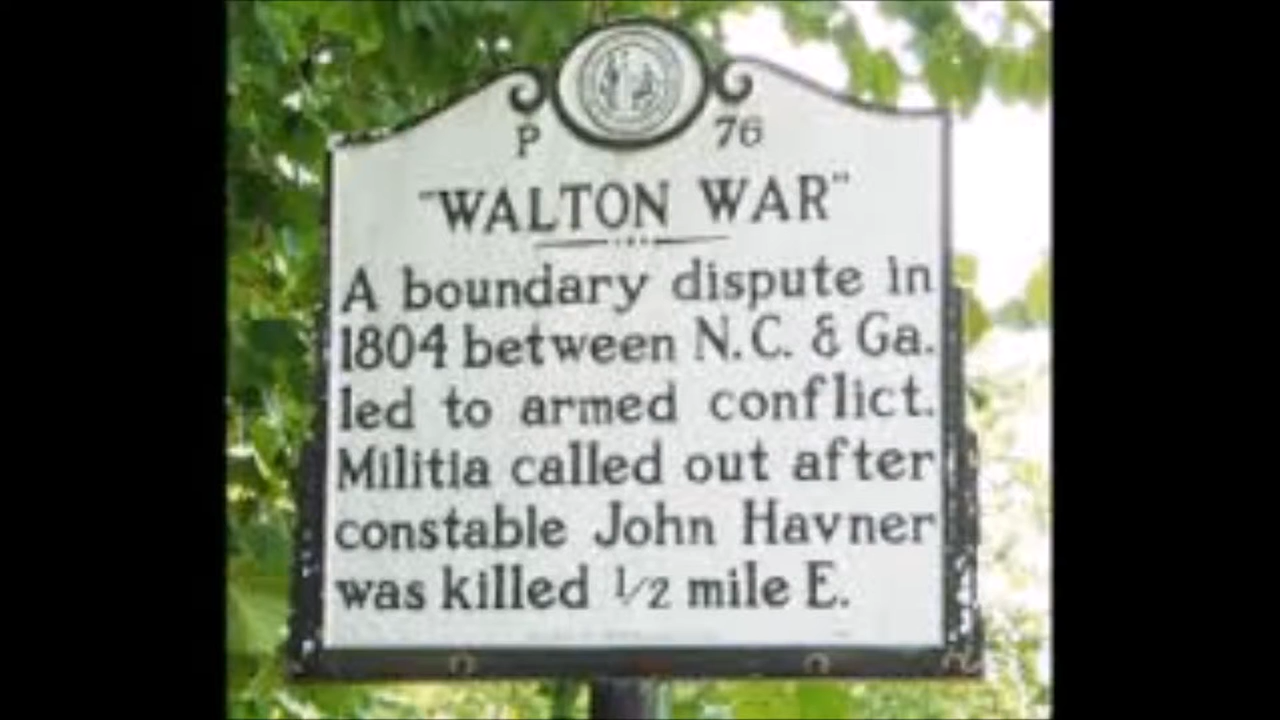 P 76
"WALTON WAR"
A boundary dispute in
1804 between N.C. & Ga.
led to armed conflict.
Militia called out after
constable John Havner
was killed 1/2 mile E.